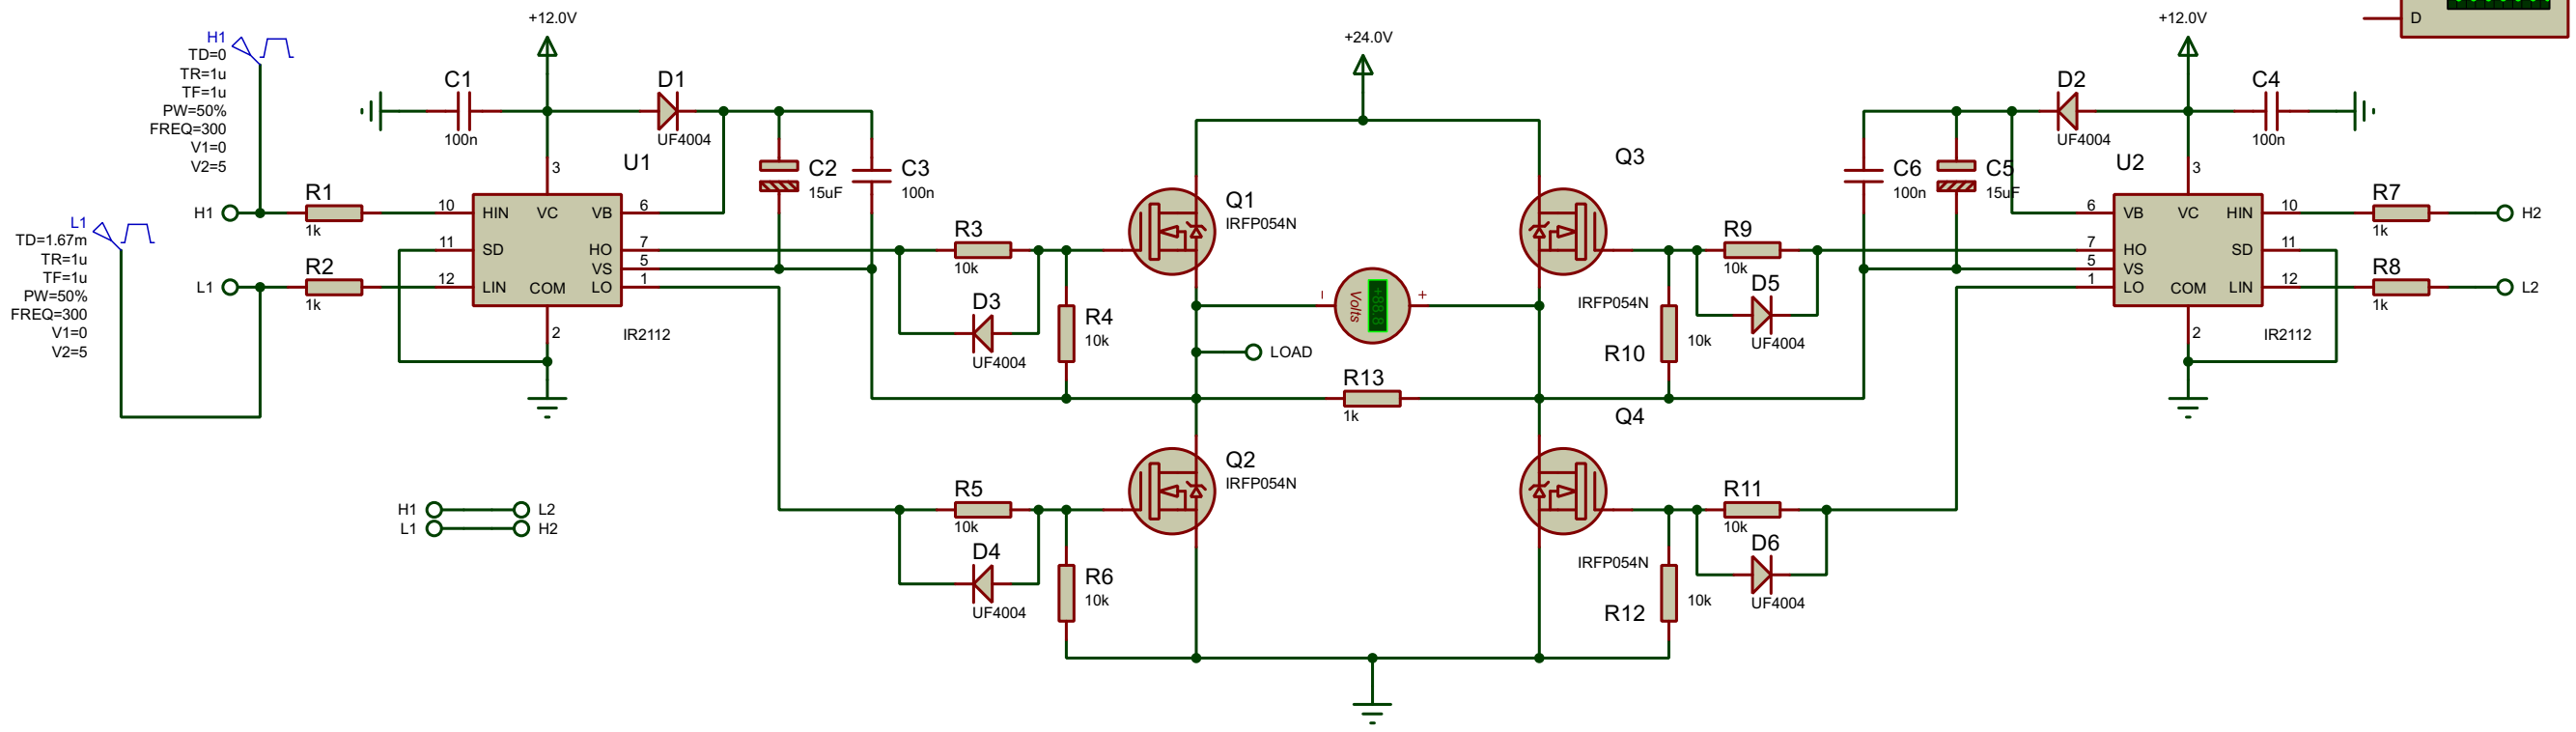 H1
TD=0
TR=1u
TF=1u
PW=50%
FREQ=300
V1=0
V2=5
L1
TD=1.67m
TR=1u
TF=1u
PW=50%
FREQ=300
V1=0
V2=5
H1
L1
R1
1k
R2
1k
+12.0V
C1
100n
D1
UF4004
3
U1
10 HIN VC VB 6
11 SD HO 7
VS 5
12 LIN COM LO 1
2
IR2112
C2
15uF
C3
100n
H1 L2
L1 H2
R3
10k
D3
UF4004
R4
10k
R5
10k
D4
UF4004
R6
10k
+24.0V
Q1
IRFP054N
Q2
IRFP054N
- Volts +88.8 +
LOAD
R13
1k
Q3
IRFP054N
Q4
IRFP054N
R9
10k
D5
UF4004
R10
10k
R11
10k
D6
UF4004
R12
10k
C6
100n
C5
15uF
D2
UF4004
+12.0V
C4
100n
3
U2
6 VB VC HIN 10
7 HO SD 11
5 VS
1 LO COM LIN 12
2
IR2112
R7
1k
R8
1k
H2
L2
D